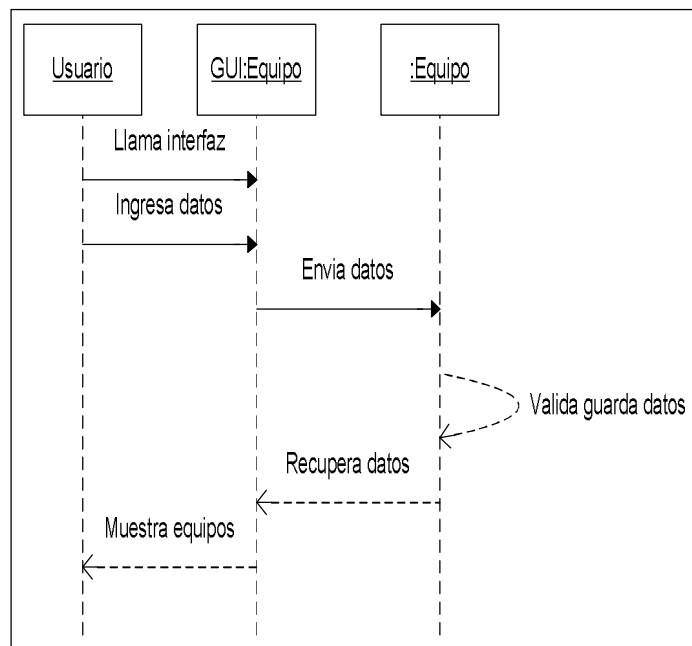 Usuario
GUI:Equipo
:Equipo
Llama interfaz
Ingresa datos
Envia datos
Valida guarda datos
Recupera datos
Muestra equipos